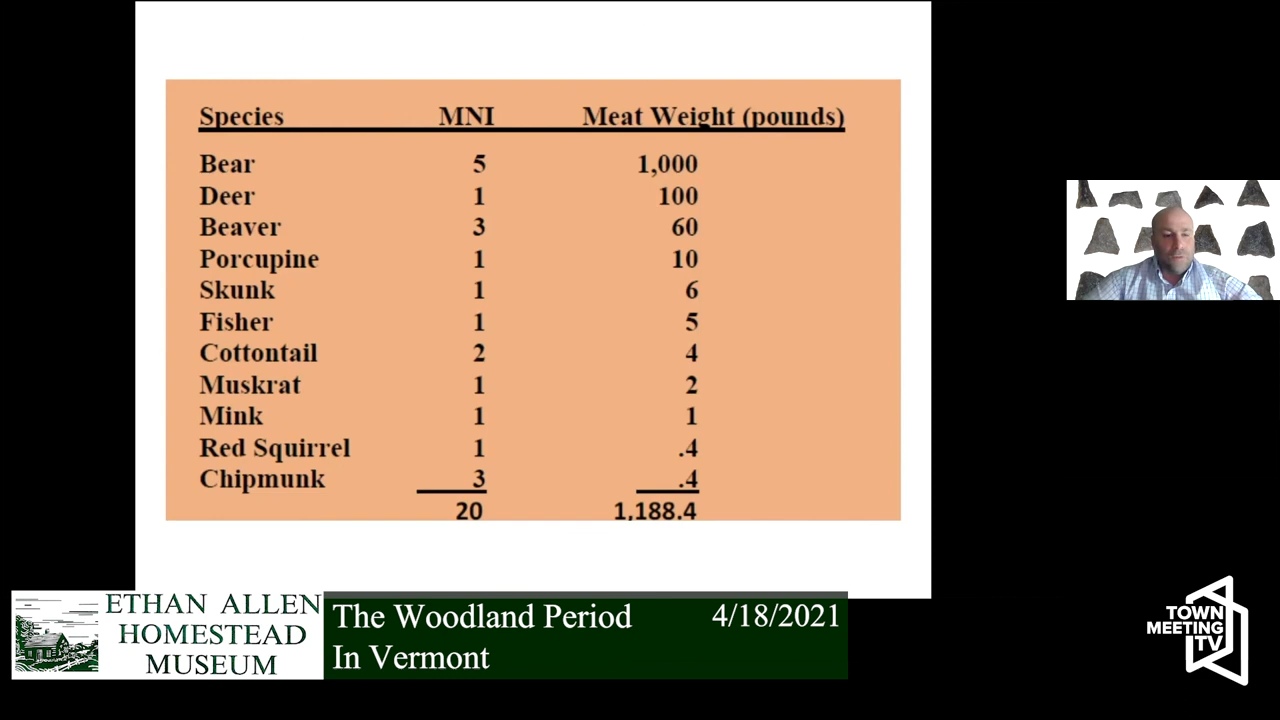 Species MNI Meat Weight (pounds)
Bear 5 1,000
Deer 1 100
Beaver 3 60
Porcupine 1 10
Skunk 1 6
Fisher 1 5
Cottontail 2 4
Muskrat 1 2
Mink 1 1
Red Squirrel 1 .4
Chipmunk 3 .4
20 1,188.4
ETHAN ALLEN
HOMESTEAD
MUSEUM
The Woodland Period 4/18/2021
In Vermont
TOWN
MEETING
TV